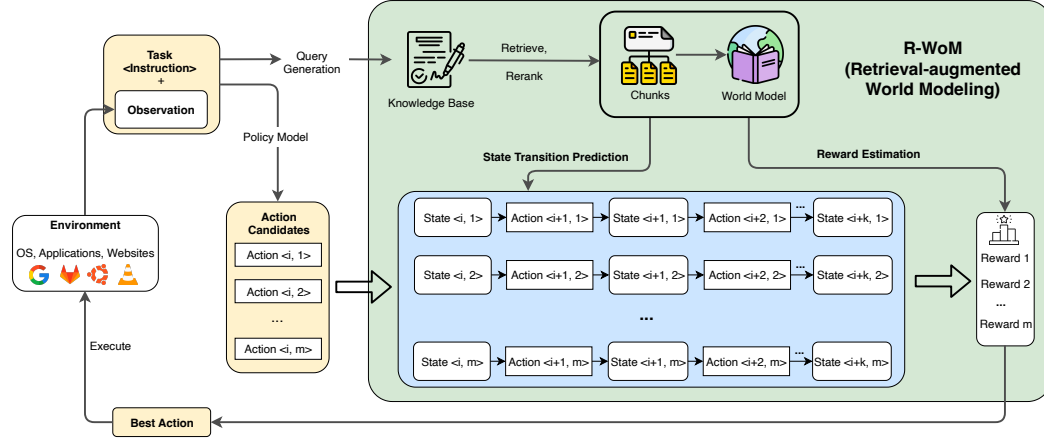 Task
<Instruction>
+
Observation
Query
Generation
Policy Model
Knowledge Base
Retrieve,
Rerank
Chunks
World Model
R-WoM
(Retrieval-augmented
World Modeling)
State Transition Prediction
Reward Estimation
Environment
OS, Applications, Websites
Execute
Action
Candidates
Action <i, 1>
Action <i, 2>
...
Action <i, m>
State <i, 1>
Action <i+1, 1>
State <i+1, 1>
Action <i+2, 1>
...
State <i+k, 1>
State <i, 2>
Action <i+1, 2>
State <i+1, 2>
Action <i+2, 2>
...
State <i+k, 2>
...
State <i, m>
Action <i+1, m>
State <i+1, m>
Action <i+2, m>
...
State <i+k, m>
Reward 1
Reward 2
...
Reward m
Best Action